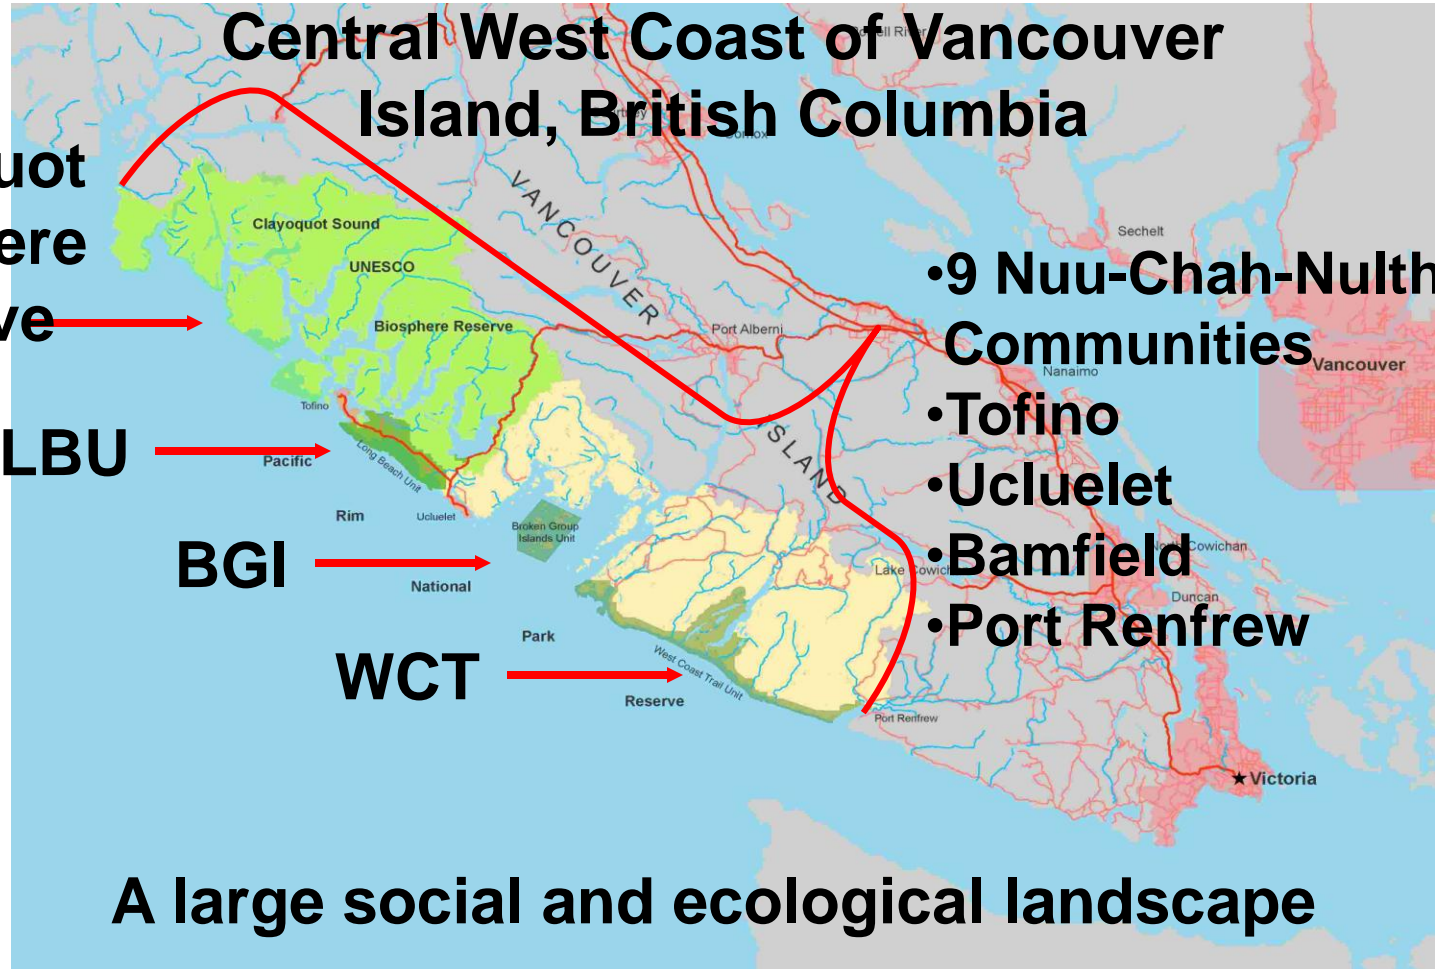 Central West Coast of Vancouver
Island, British Columbia
uot
ere
ve
Clayoquot Sound
UNESCO
Biosphere Reserve
VANCOUVER
ISLAND
Port Alberni
Sechelt
•9 Nuu-Chah-Nulth
Communities
•Tofino
•Ucluelet
•Bamfield
•Port Renfrew
Vancouver
Nanaimo
Tofino
LBU
Pacific
Long Beach Unit
Rim
Ucluelet
Broken Group
Islands Unit
BGI
National
Park
WCT
West Coast Trail Unit
Reserve
Port Renfrew
Lake Cowich
North Cowichan
Duncan
Victoria
A large social and ecological landscape